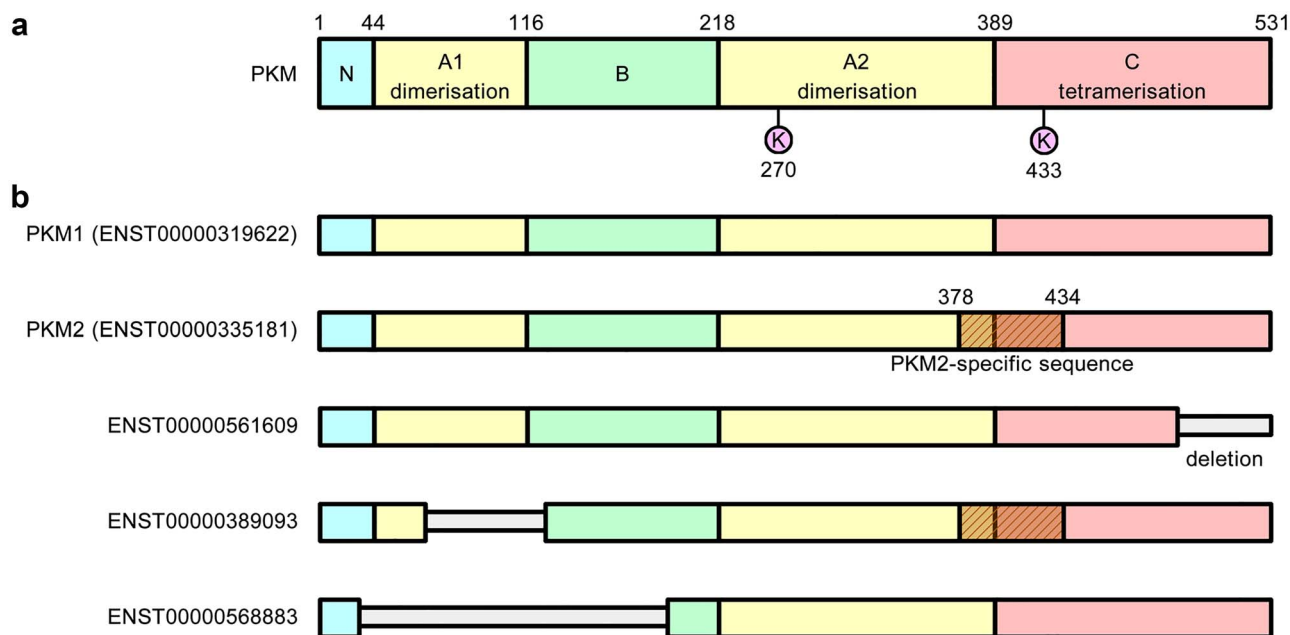 a
1 44 116 218 389 531
PKM N A1 B A2 C
dimerisation dimerisation tetramerisation
K K
270 433
b
PKM1 (ENST00000319622)
378 434
PKM2 (ENST00000335181)
PKM2-specific sequence
ENST00000561609
deletion
ENST00000389093
ENST00000568883